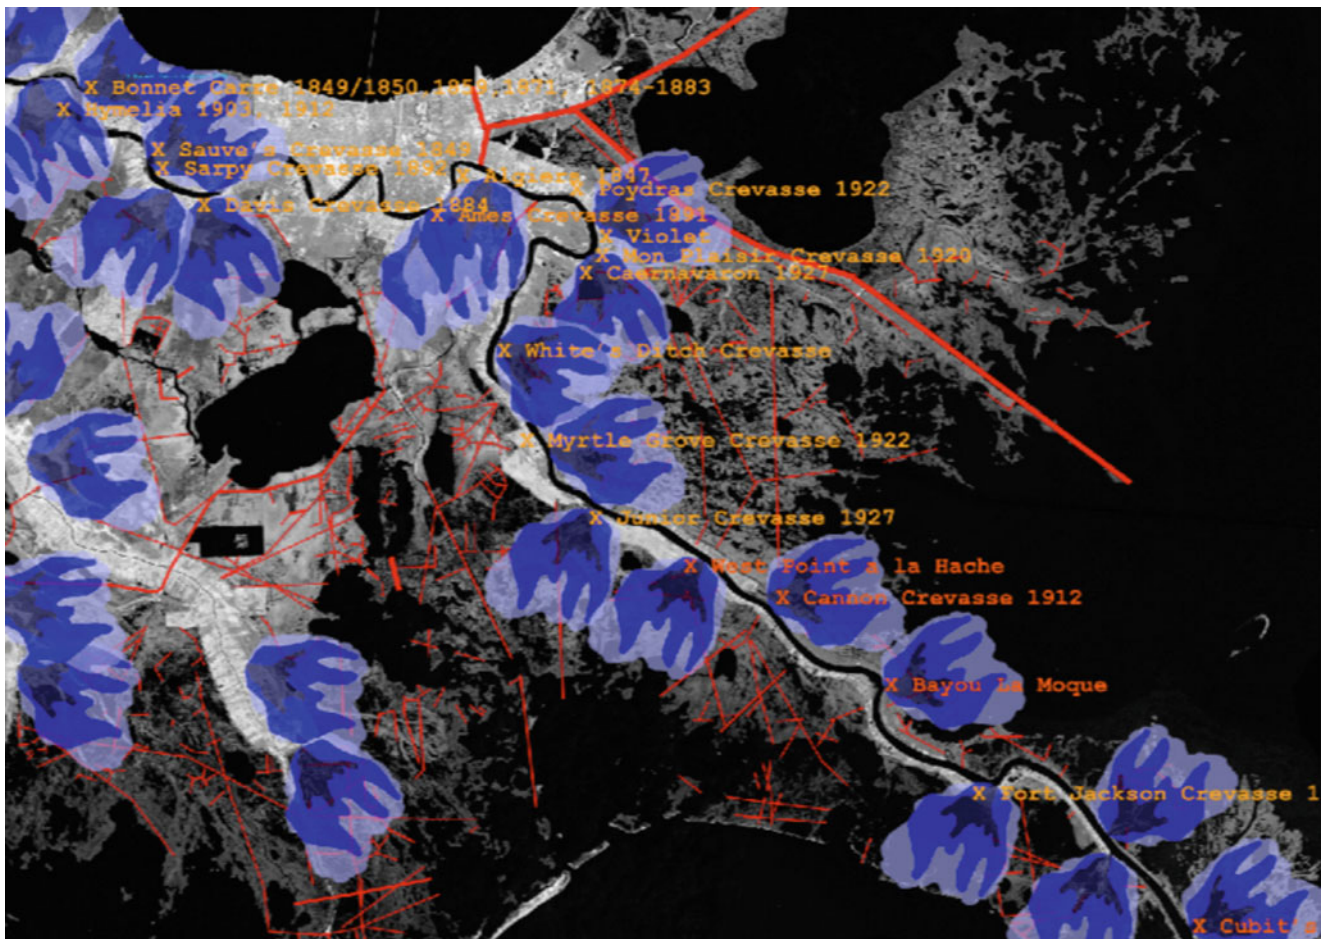 X Bonnet Carre 1849/1850,1859,1871, 1874-1883
X Hymelia 1903, 1912
X Sauve's Crevasse 1849
X Sarpy Crevasse 1892
X Algiers 1847
X Poydras Crevasse 1922
X Davis Crevasse 1884
X Ames Crevasse 1891
X Violet
X Mon Plaisir Crevasse 1920
X Caernavaron 1927
X White's Ditch Crevasse
X Myrtle Grove Crevasse 1922
X Junior Crevasse 1927
X West Point a la Hache
X Cannon Crevasse 1912
X Bayou La Moque
X Fort Jackson Crevasse 1
X Cubit's